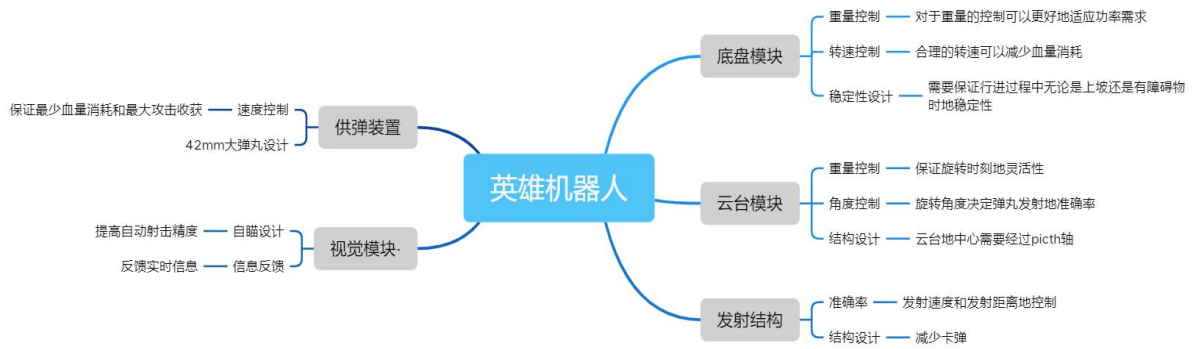 英雄机器人
底盘模块
重量控制
对于重量的控制可以更好地适应功率需求
转速控制
合理的转速可以减少血量消耗
稳定性设计
需要保证行进过程中无论是上坡还是有障碍物
时地稳定性
云台模块
重量控制
保证旋转时刻地灵活性
角度控制
旋转角度决定弹丸发射地准确率
结构设计
云台地中心需要经过picth轴
发射结构
准确率
发射速度和发射距离地控制
结构设计
减少卡弹
供弹装置
速度控制
保证最少血量消耗和最大攻击收获
42mm大弹丸设计
视觉模块·
自瞄设计
提高自动射击精度
信息反馈
反馈实时信息